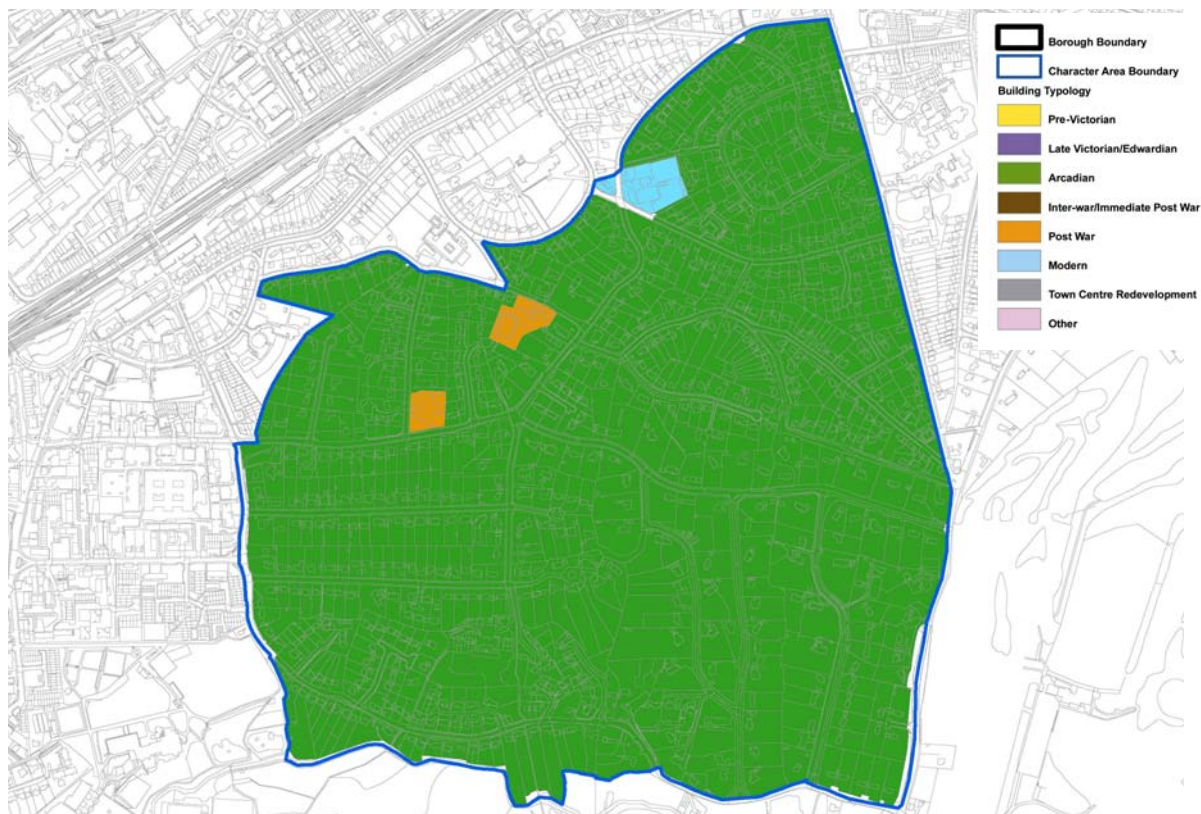 Borough Boundary
Character Area Boundary
Building Typology
Pre-Victorian
Late Victorian/Edwardian
Arcadian
Inter-war/Immediate Post War
Post War
Modern
Town Centre Redevelopment
Other